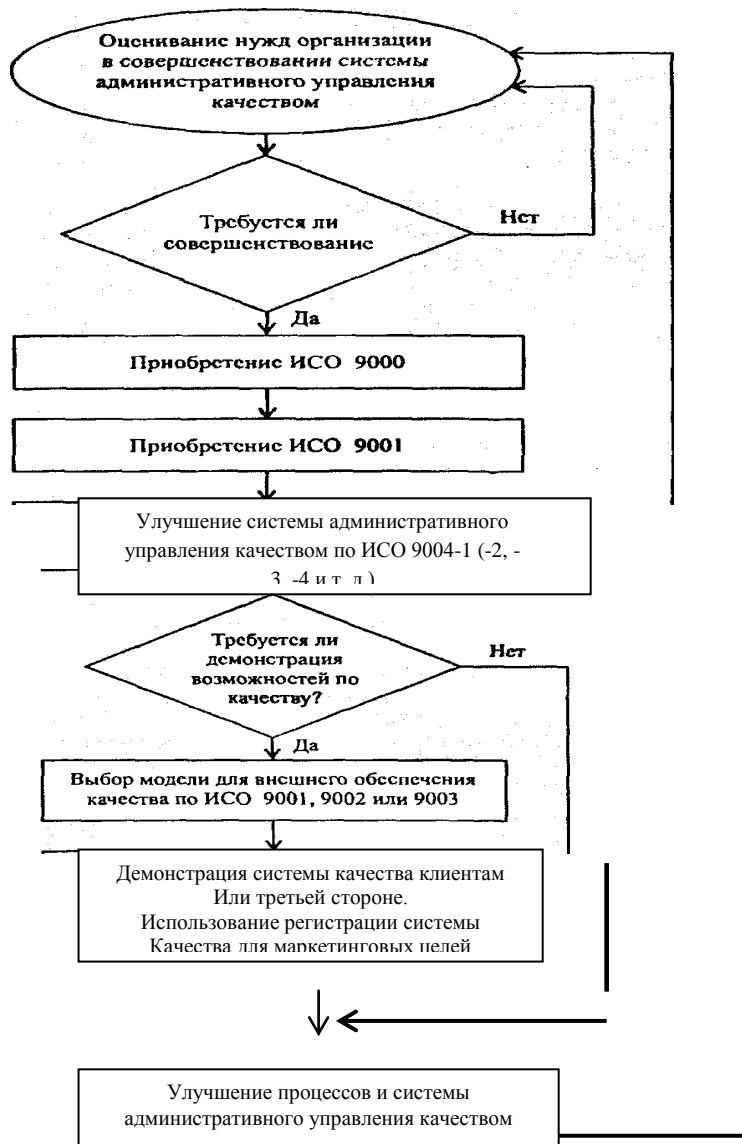 Оценивание нужд организации
в совершенствовании системы
административного управления
качеством
Требуется ли
совершенствование
Нет
Да
Приобретение ИСО 9000
Приобретение ИСО 9001
Улучшение системы административного
управления качеством по ИСО 9004-1 (-2, -
3, -4 и т. д.)
Требуется ли
демонстрация
возможностей по
качеству?
Нет
Да
Выбор модели для внешнего обеспечения
качества по ИСО 9001, 9002 или 9003
Демонстрация системы качества клиентам
Или третьей стороне.
Использование регистрации системы
Качества для маркетинговых целей
Улучшение процессов и системы
административного управления качеством